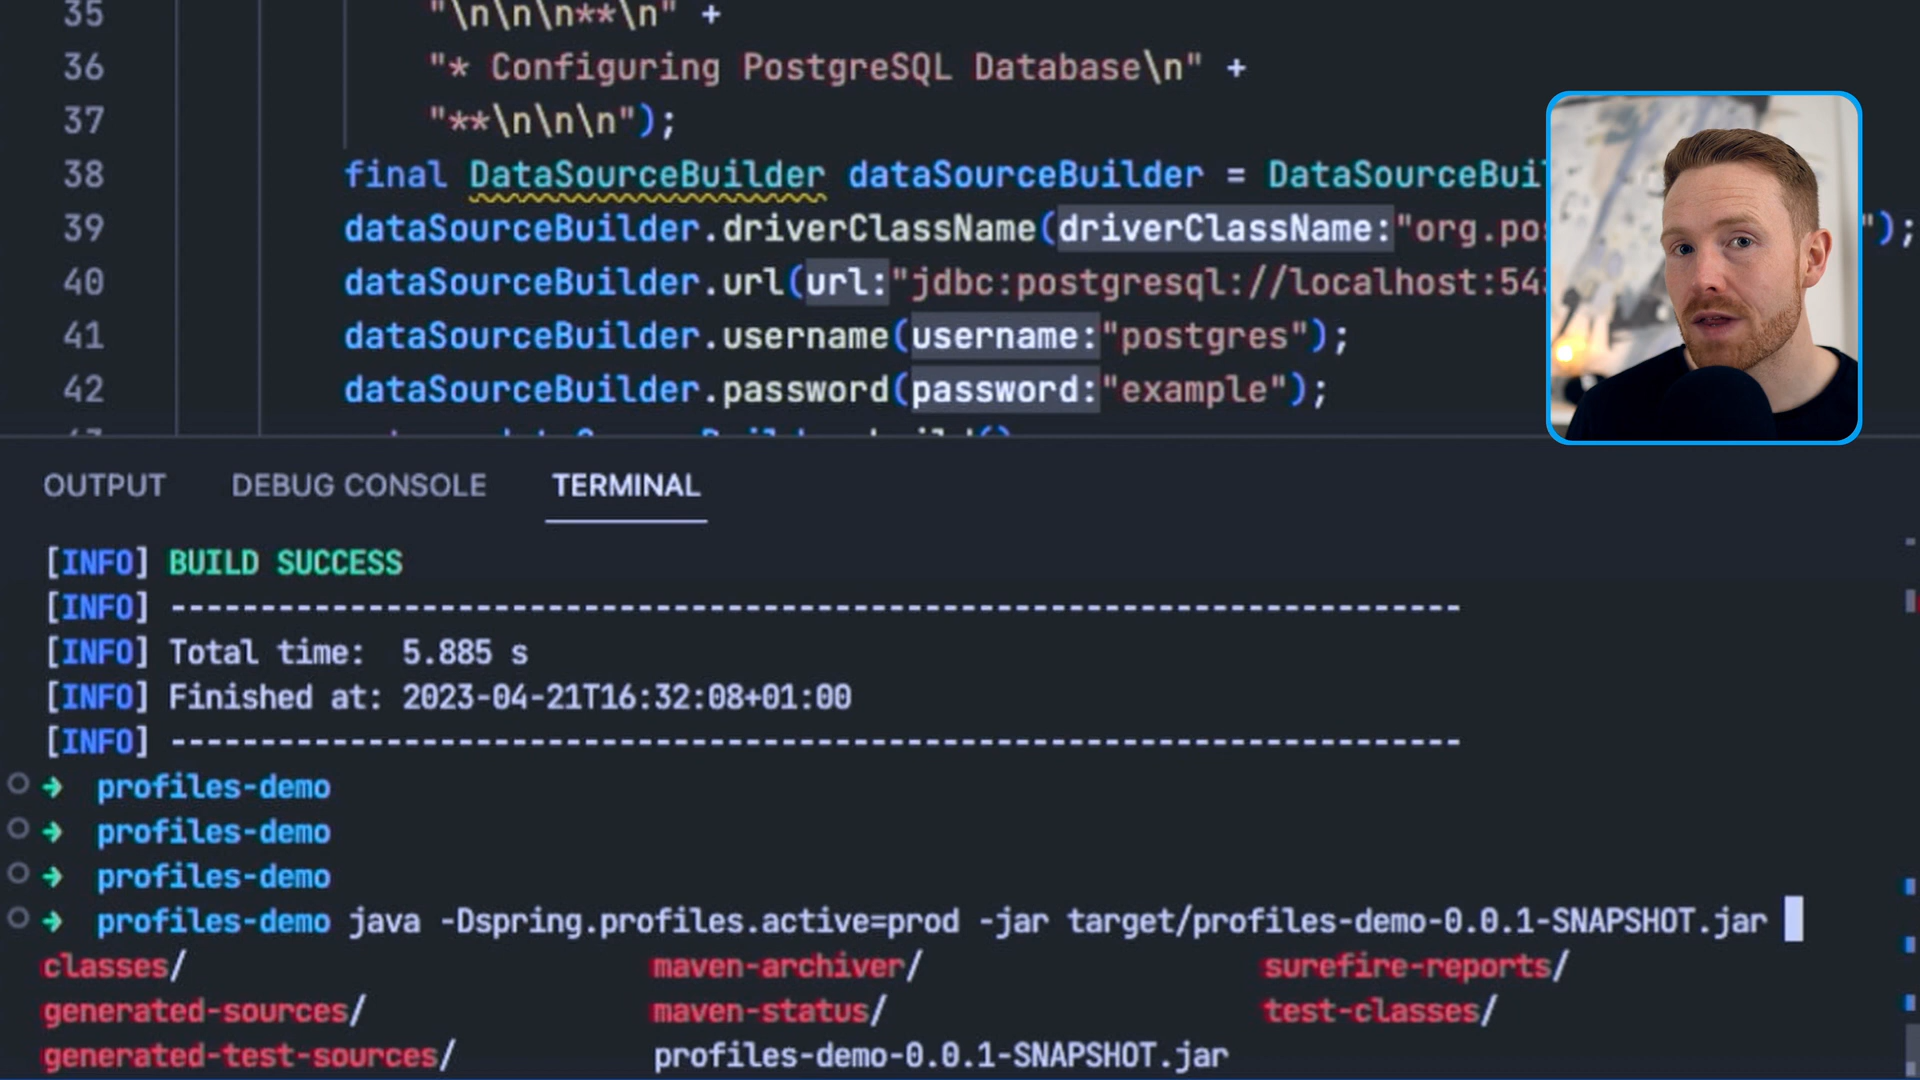 35 "\n\n\n**\n" +
36 "* Configuring PostgreSQL Database\n" +
37 "**\n\n\n");
38 final DataSourceBuilder dataSourceBuilder = DataSourceBui
39 dataSourceBuilder.driverClassName(driverClassName:"org.po ");
40 dataSourceBuilder.url(url:"jdbc:postgresql://localhost:54
41 dataSourceBuilder.username(username:"postgres");
42 dataSourceBuilder.password(password:"example");
OUTPUT DEBUG CONSOLE TERMINAL
[INFO] BUILD SUCCESS
[INFO] ------------------------------------------------------------------------
[INFO] Total time:  5.885 s
[INFO] Finished at: 2023-04-21T16:32:08+01:00
[INFO] ------------------------------------------------------------------------
➜ profiles-demo
➜ profiles-demo
➜ profiles-demo
➜ profiles-demo java -Dspring.profiles.active=prod -jar target/profiles-demo-0.0.1-SNAPSHOT.jar
classes/ maven-archiver/ surefire-reports/
generated-sources/ maven-status/ test-classes/
generated-test-sources/ profiles-demo-0.0.1-SNAPSHOT.jar